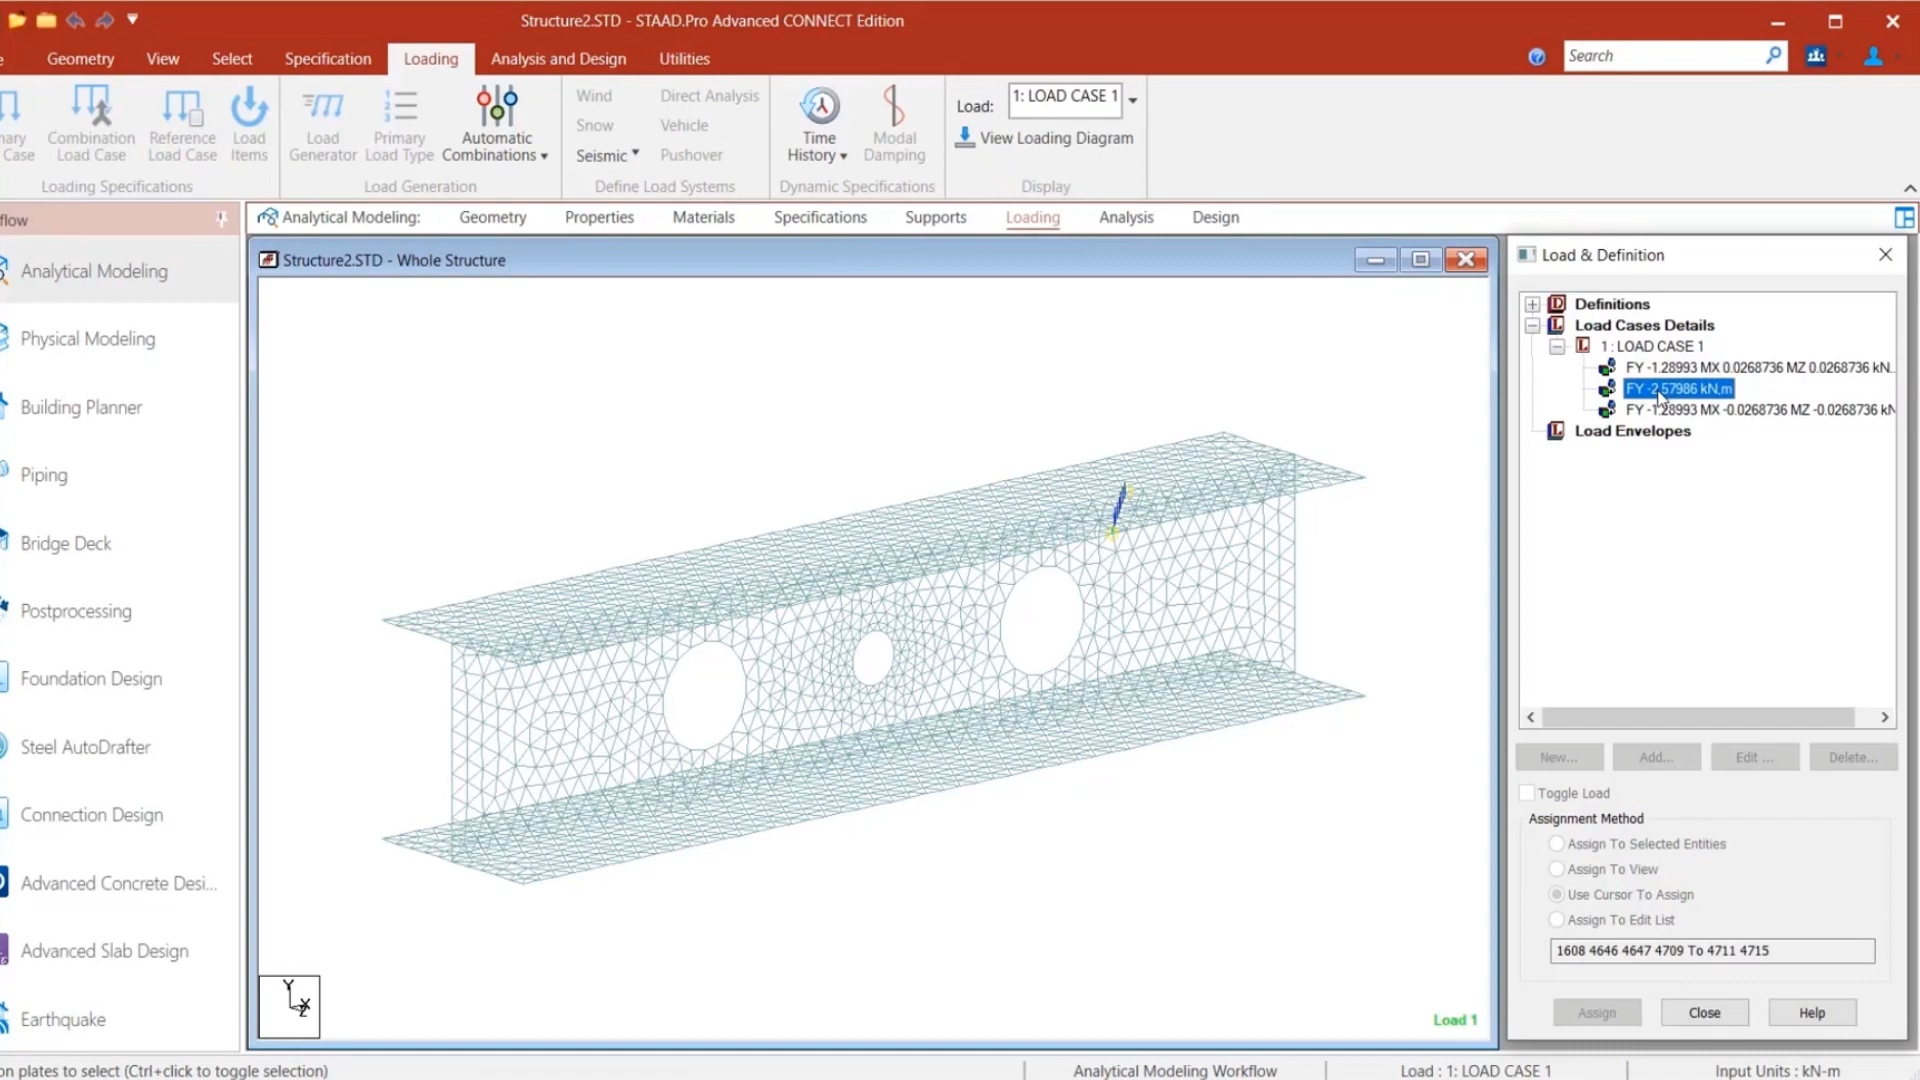 Structure2.STD - STAAD.Pro Advanced CONNECT Edition
Geometry View Select Specification Loading Analysis and Design Utilities
Search
Combination Load Case
Reference Load Case
Load Items
Loading Specifications
Load Generator
Primary Load Type
Automatic Combinations
Load Generation
Wind
Snow
Seismic
Direct Analysis
Vehicle
Pushover
Define Load Systems
Time History
Modal Damping
Dynamic Specifications
Load: 1: LOAD CASE 1
View Loading Diagram
Display
flow
Analytical Modeling: Geometry Properties Materials Specifications Supports Loading Analysis Design
Analytical Modeling
Physical Modeling
Building Planner
Piping
Bridge Deck
Postprocessing
Foundation Design
Steel AutoDrafter
Connection Design
Advanced Concrete Desi...
Advanced Slab Design
Earthquake
Structure2.STD - Whole Structure
Y
X
Z
Load 1
Load & Definition
Definitions
Load Cases Details
1 : LOAD CASE 1
FY -1.28993 MX 0.0268736 MZ 0.0268736 kN...
FY -2.57986 kN,m
FY -1.28993 MX -0.0268736 MZ -0.0268736 kN
Load Envelopes
New... Add... Edit ... Delete...
Toggle Load
Assignment Method
Assign To Selected Entities
Assign To View
Use Cursor To Assign
Assign To Edit List
1608 4646 4647 4709 To 4711 4715
Assign Close Help
on plates to select (Ctrl+click to toggle selection)
Analytical Modeling Workflow
Load : 1: LOAD CASE 1
Input Units : kN-m